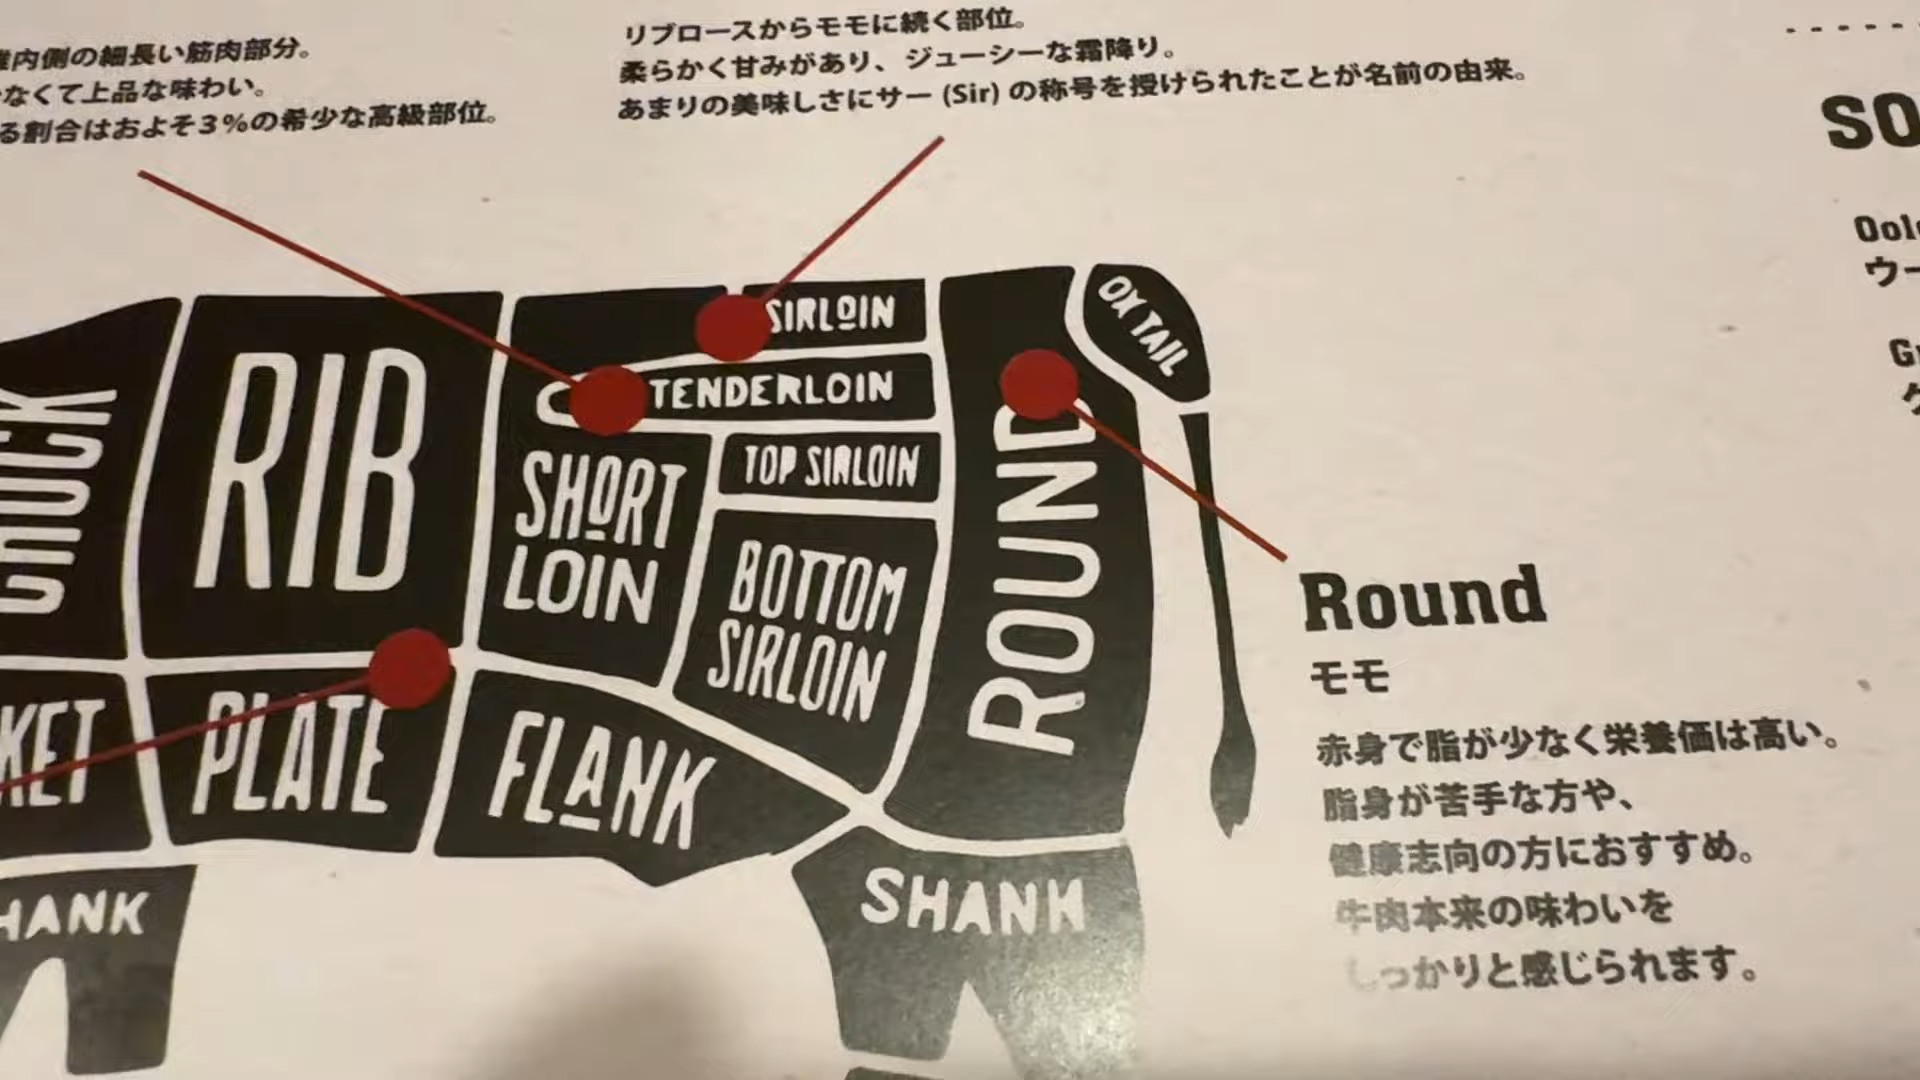 内側の細長い筋肉部分。
なくて上品な味わい。
る割合はおよそ3%の希少な高級部位。
リブロースからモモに続く部位。
柔らかく甘みがあり、ジューシーな霜降り。
あまりの美味しさにサー (Sir) の称号を授けられたことが名前の由来。
SO
Ool
ウー
G
SIRLOIN
OX TAIL
TENDERLOIN
CHUCK
RIB
SHORT
LOIN
TOP SIRLOIN
BOTTOM
SIRLOIN
ROUND
KET
PLATE
FLANK
HANK
SHANK
Round
モモ
赤身で脂が少なく栄養価は高い。
脂身が苦手な方や、
健康志向の方におすすめ。
牛肉本来の味わいを
しっかりと感じられます。